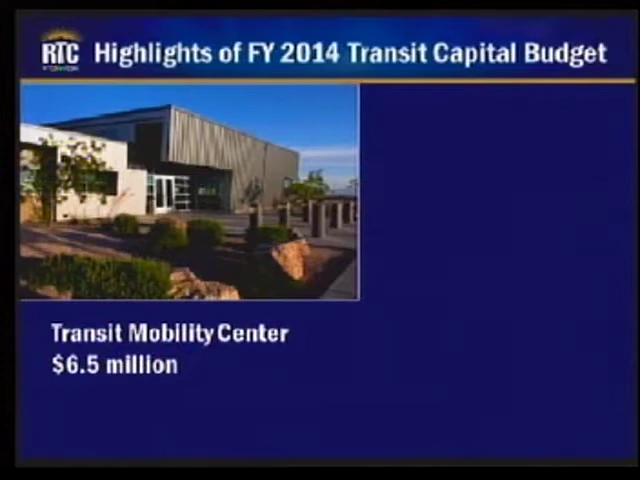 RTC
Highlights of FY 2014 Transit Capital Budget
Transit Mobility Center
$6.5 million